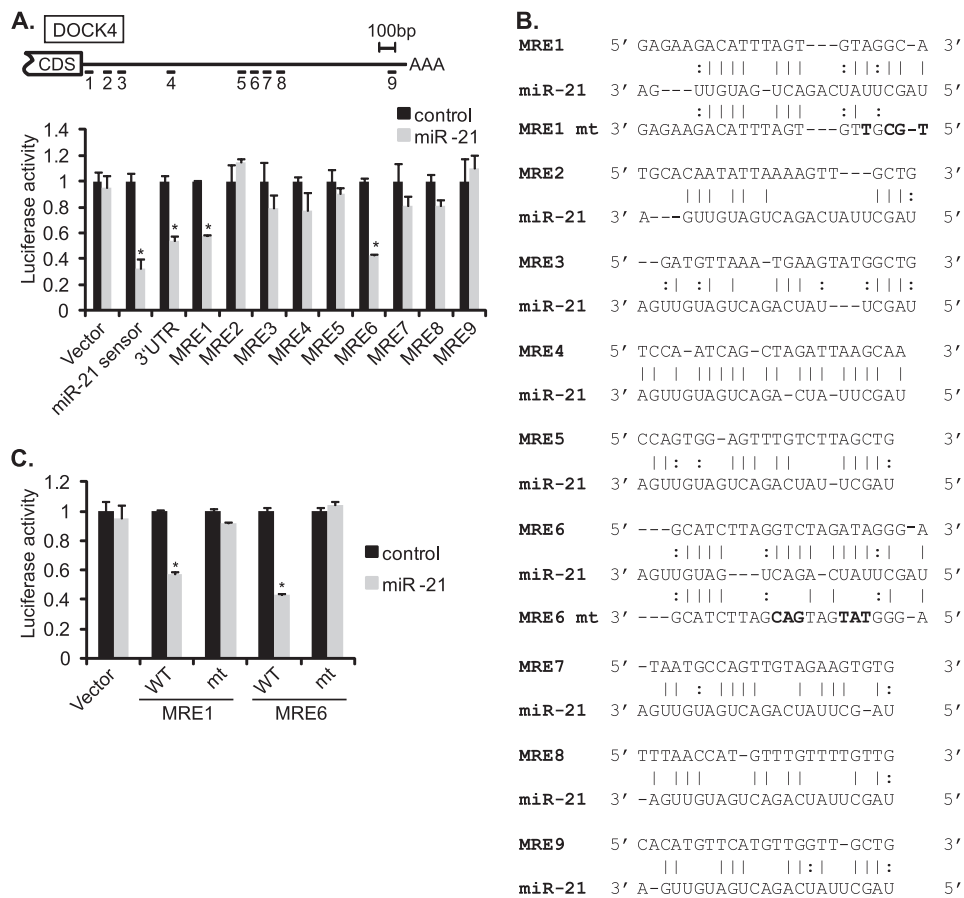 A.
DOCK4
100bp
CDS
AAA
1 2 3 4 5 6 7 8 9
control
miR-21
Luciferase activity
1.4
1.2
1
0.8
0.6
0.4
0.2
0
* * * *
Vector
miR-21 sensor
3'UTR
MRE1
MRE2
MRE3
MRE4
MRE5
MRE6
MRE7
MRE8
MRE9
C.
Luciferase activity
1.2
1
0.8
0.6
0.4
0.2
0
* *
control
miR-21
Vector
WT mt WT mt
MRE1 MRE6
B.
MRE1 5′ GAGAAGACATTTAGT---GTAGGC-A 3′
miR-21 3′ AG---UUGUAG-UCAGACUAUUCGAU 5′
MRE1 mt 3′ GAGAAGACATTTAGT---GTTGCG-T 3′
MRE2 5′ TGCACAATATTAAAAGTT---GCTG 3′
miR-21 3′ A---GUUGUAGUCAGACUAUUCGAU 5′
MRE3 5′ --GATGTTAAA-TGAAGTATGGCTG 3′
miR-21 3′ AGUUGUAGUCAGACUAU---UCGAU 5′
MRE4 5′ TCCA-ATCAG-CTAGATTAAGCAA 3′
miR-21 3′ AGUUGUAGUCAGA-CUA-UUCGAU 5′
MRE5 5′ CCAGTGG-AGTTTGTCTTAGCTG 3′
miR-21 3′ AGUUGUAGUCAGACUAU-UCGAU 5′
MRE6 5′ ---GCATCTTAGGTCTAGATAGGG-A 3′
miR-21 3′ AGUUGUAG---UCAGA-CUAUUCGAU 5′
MRE6 mt 3′ ---GCATCTTAGCAGTAGTATGGG-A 3′
MRE7 5′ -TAATGCCAGTTGTAGAAGTGTG 3′
miR-21 3′ AGUUGUAGUCAGACUAUUCG-AU 5′
MRE8 5′ TTTAACCAT-GTTTGTTTTGTTG 3′
miR-21 3′ -AGUUGUAGUCAGACUAUUCGAU 5′
MRE9 5′ CACATGTTCATGTTGGTT-GCTG 3′
miR-21 3′ A-GUUGUAGUCAGACUAUUCGAU 5′